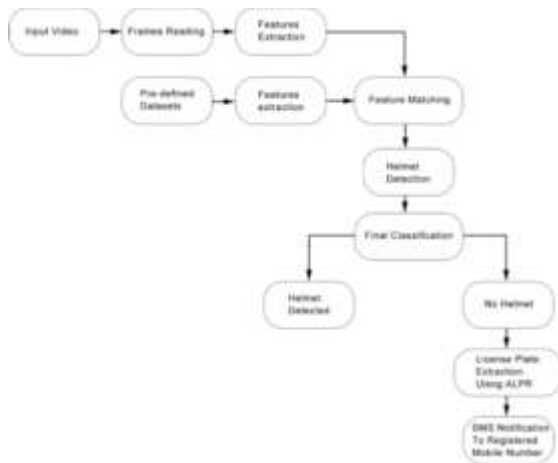 Input Video
Frames Reading
Features
Extraction
Pre-defined
Datasets
Features
extraction
Feature Matching
Helmet
Detection
Final Classification
Helmet
Detected
No Helmet
License Plate
Extraction
Using ALPR
SMS Notification
To Registered
Mobile Number